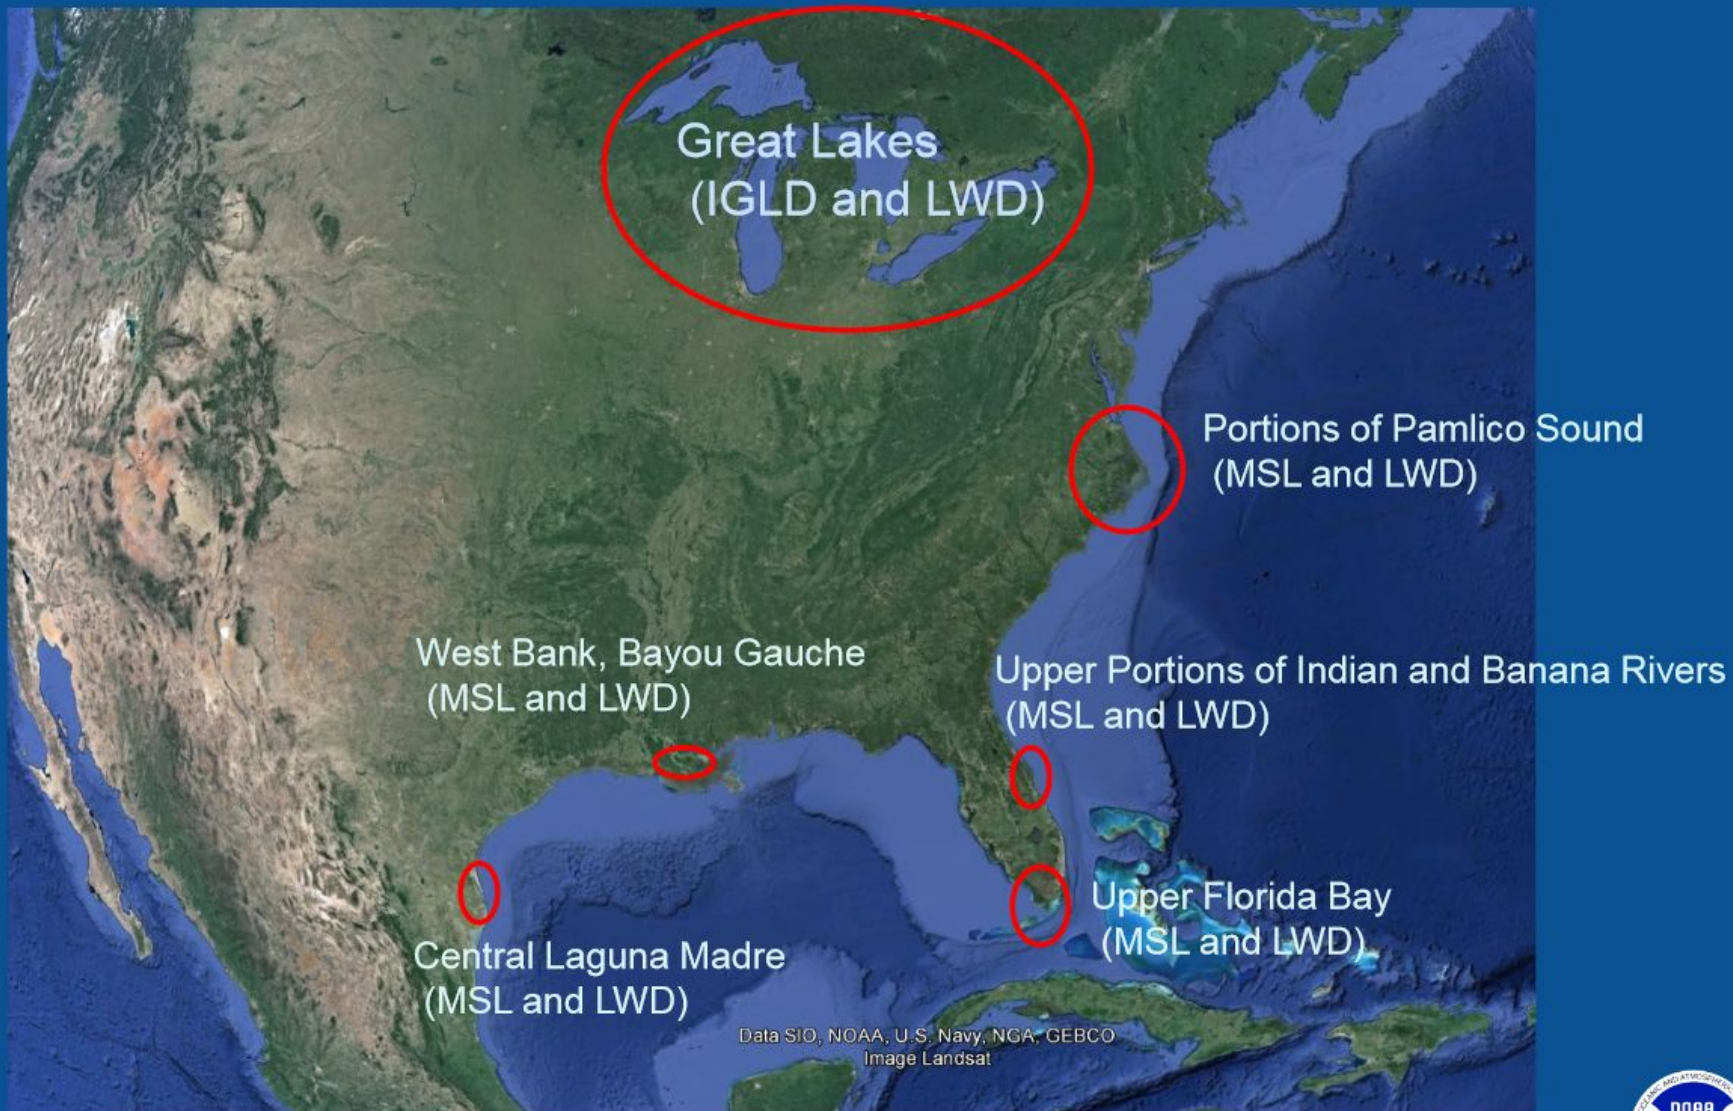 Great Lakes
(IGLD and LWD)
Portions of Pamlico Sound
(MSL and LWD)
West Bank, Bayou Gauche
(MSL and LWD)
Upper Portions of Indian and Banana Rivers
(MSL and LWD)
Upper Florida Bay
(MSL and LWD)
Central Laguna Madre
(MSL and LWD)
Data SIO, NOAA, U.S. Navy, NGA, GEBCO
Image Landsat
NOAA